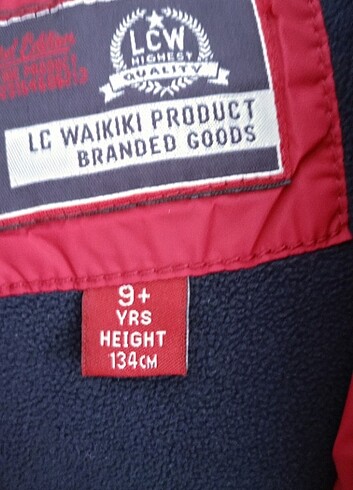 LCW
HIGHEST
QUALITY
LC WAIKIKI PRODUCT
BRANDED GOODS
9+
YRS
HEIGHT
134CM